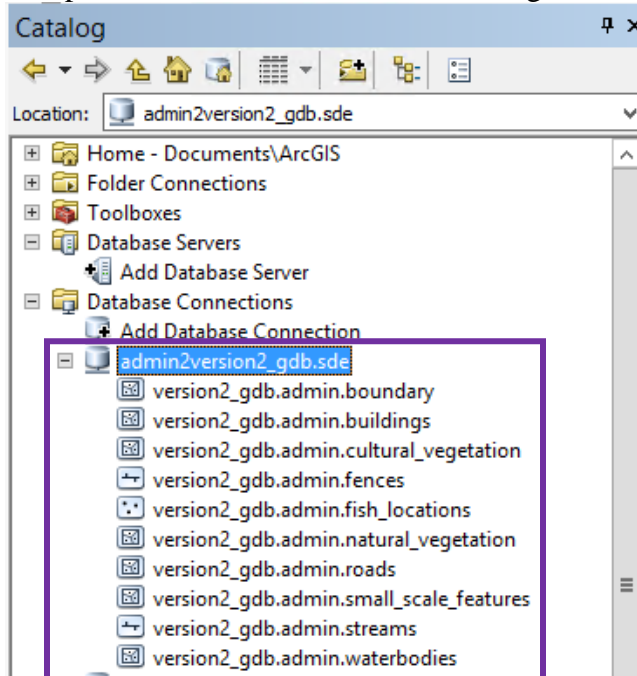 Catalog
Location: admin2version2_gdb.sde
Home - Documents\ArcGIS
Folder Connections
Toolboxes
Database Servers
Add Database Server
Database Connections
Add Database Connection
admin2version2_gdb.sde
version2_gdb.admin.boundary
version2_gdb.admin.buildings
version2_gdb.admin.cultural_vegetation
version2_gdb.admin.fences
version2_gdb.admin.fish_locations
version2_gdb.admin.natural_vegetation
version2_gdb.admin.roads
version2_gdb.admin.small_scale_features
version2_gdb.admin.streams
version2_gdb.admin.waterbodies